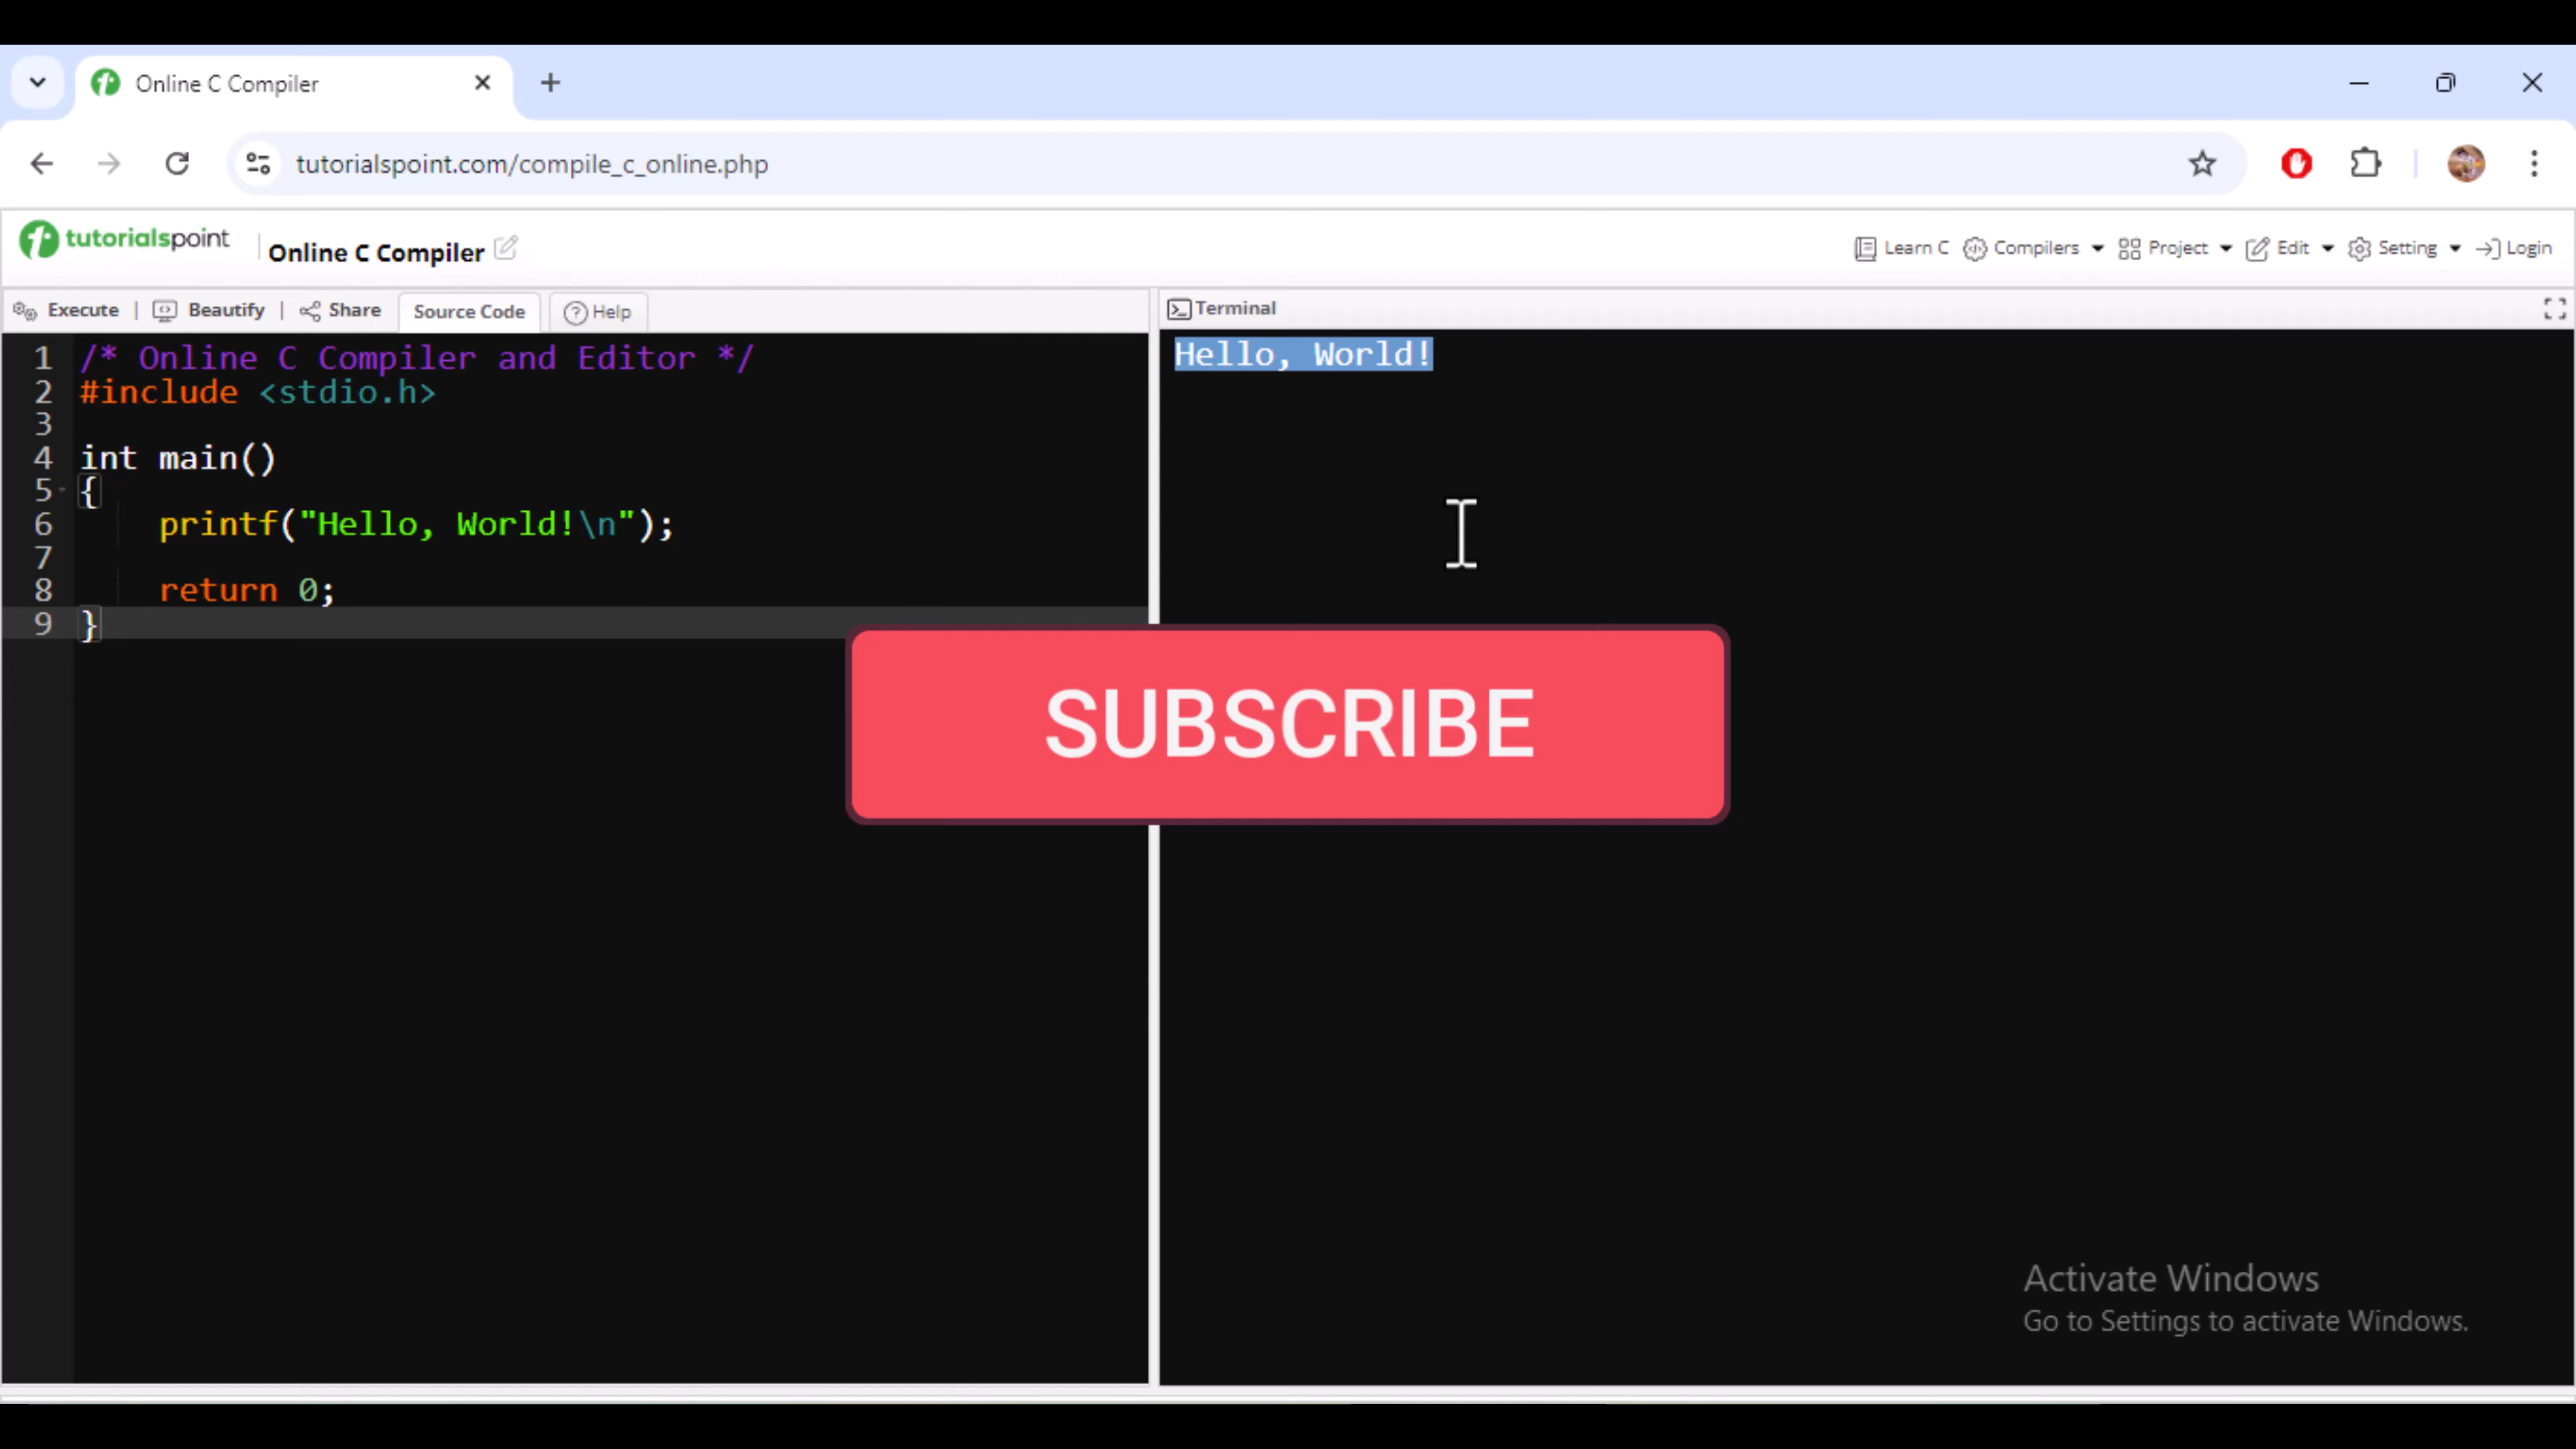 Online C Compiler
tutorialspoint.com/compile_c_online.php
tutorialspoint Online C Compiler
Learn C Compilers Project Edit Setting Login
Execute | Beautify | Share Source Code Help
Terminal
1 /* Online C Compiler and Editor */
2 #include <stdio.h>
3
4 int main()
5 {
6 printf("Hello, World!\n");
7
8 return 0;
9 }
Hello, World!
SUBSCRIBE
Activate Windows
Go to Settings to activate Windows.